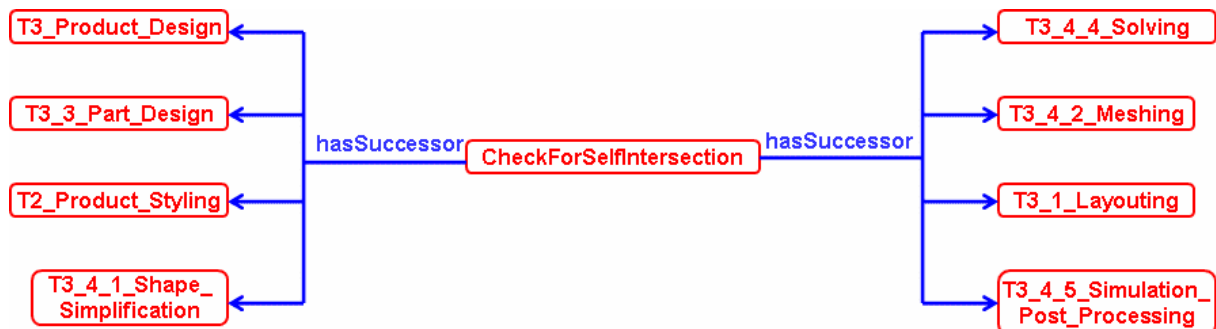 T3_Product_Design
T3_4_4_Solving
T3_3_Part_Design
T3_4_2_Meshing
hasSuccessor
CheckForSelfIntersection
hasSuccessor
T2_Product_Styling
T3_1_Layouting
T3_4_1_Shape_
Simplification
T3_4_5_Simulation_
Post_Processing